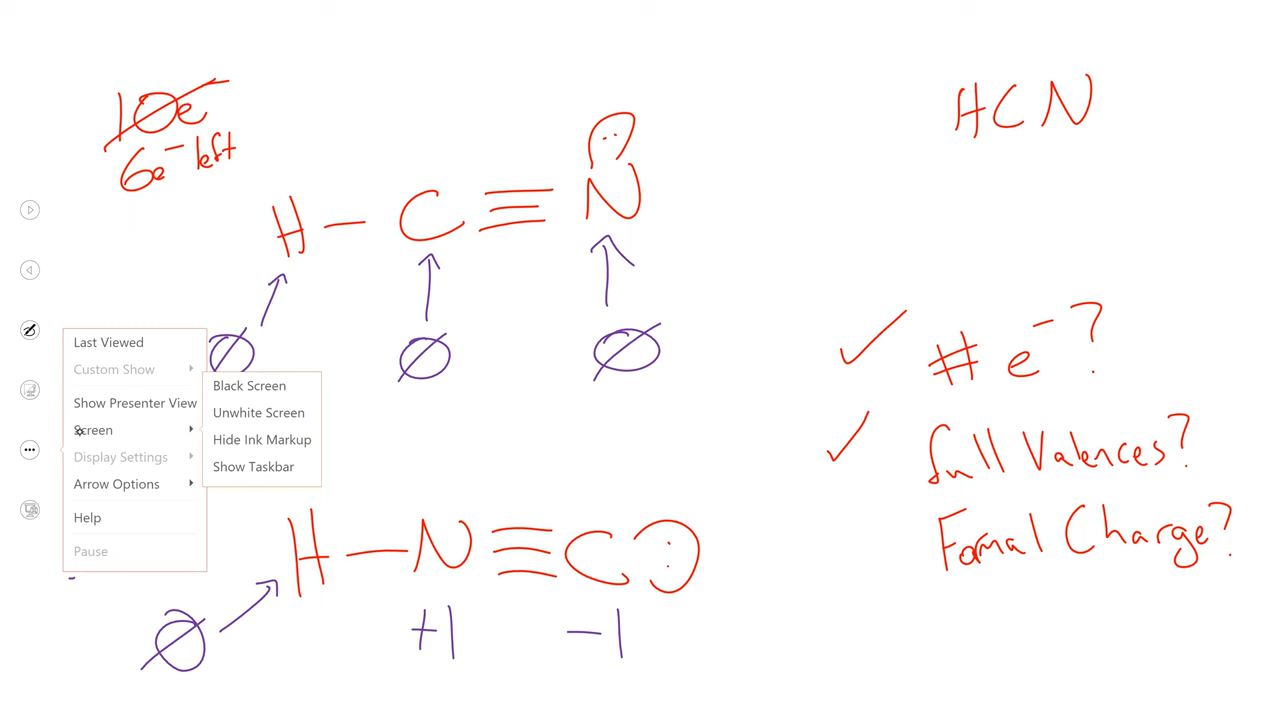 HCN
10e
6e⁻ left
H - C ≡ N
Ø Ø Ø
# e⁻ ?
full Valences?
Formal Charge?
Last Viewed
Custom Show
Show Presenter View
Screen
Display Settings
Arrow Options
Help
Pause
Black Screen
Unwhite Screen
Hide Ink Markup
Show Taskbar
H - N ≡ C :
Ø +1 -1